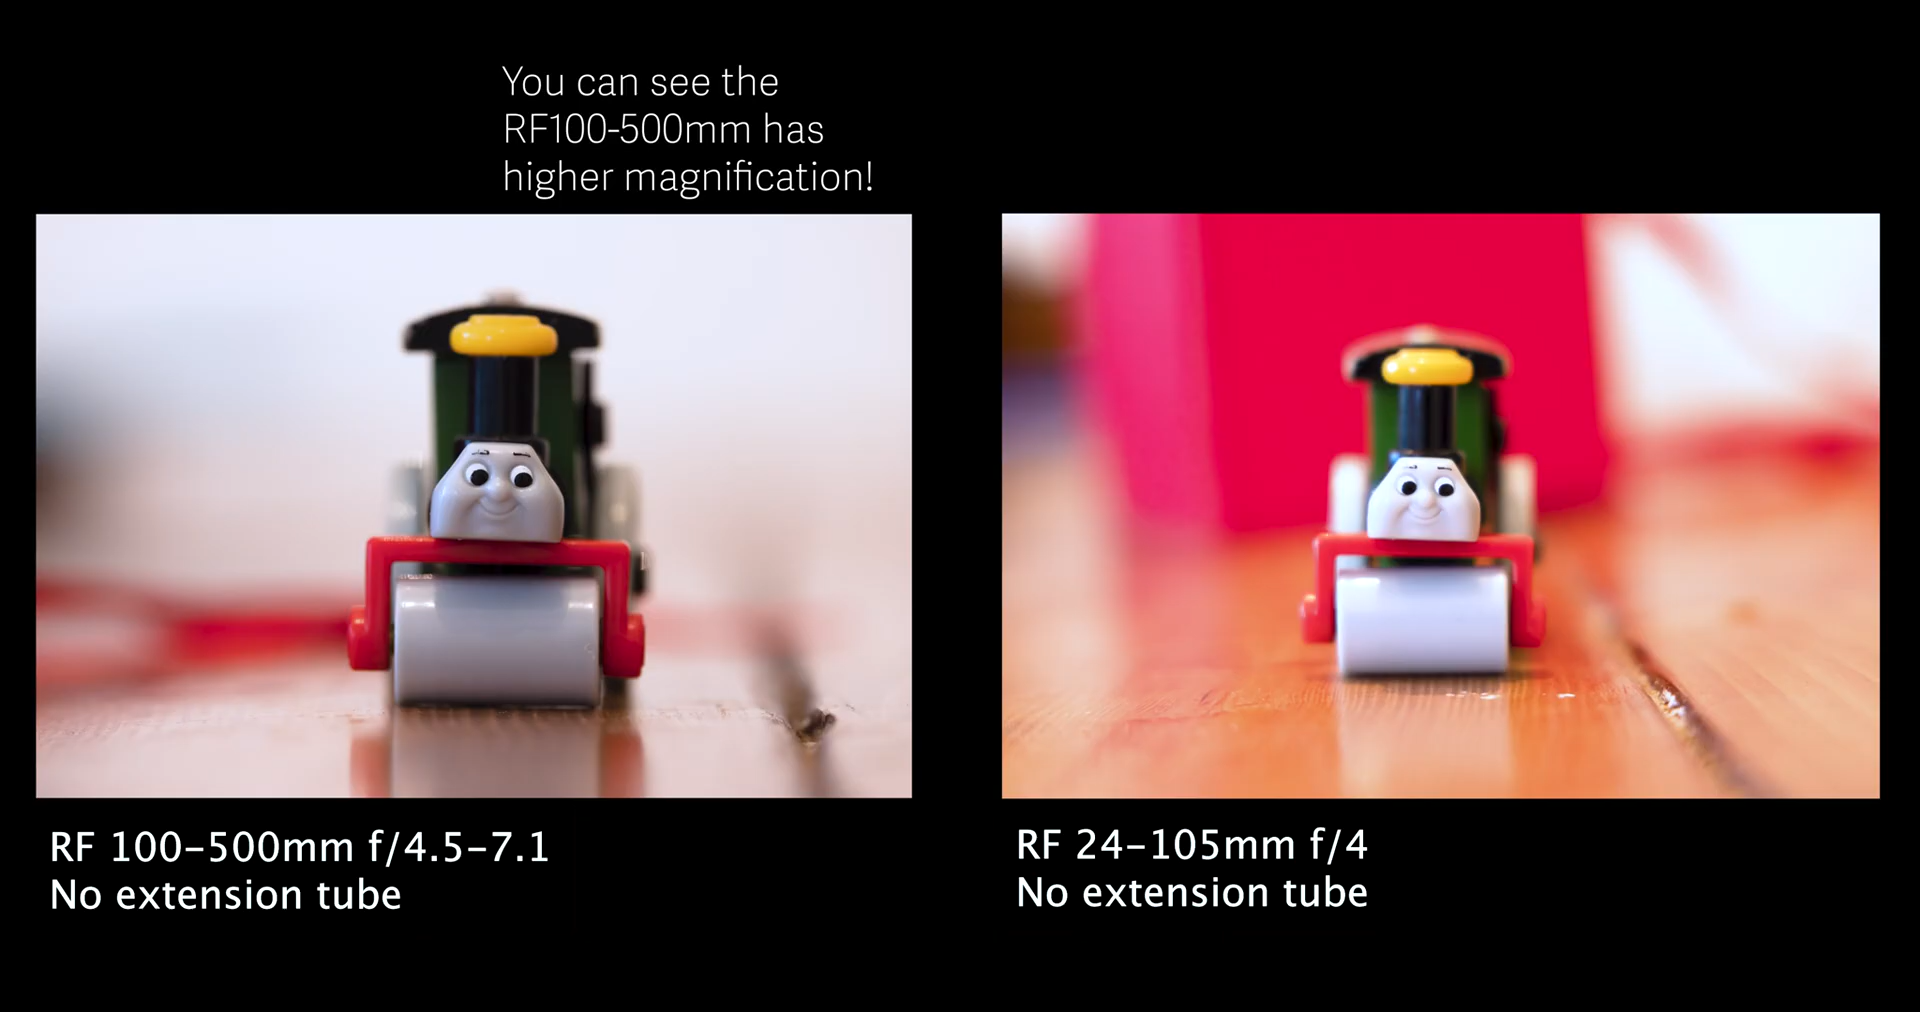 You can see the
RF100-500mm has
higher magnification!
RF 100-500mm f/4.5-7.1
No extension tube
RF 24-105mm f/4
No extension tube